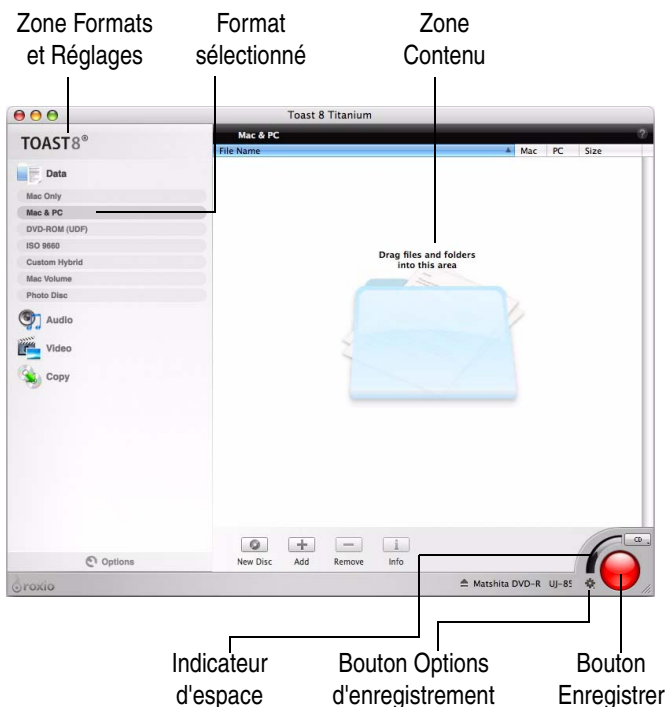 Zone Formats
et Réglages
Format
sélectionné
Zone
Contenu
Toast 8 Titanium
TOAST8®
Mac & PC
?
File Name
Mac
PC
Size
Data
Mac Only
Mac & PC
DVD-ROM (UDF)
ISO 9660
Custom Hybrid
Mac Volume
Photo Disc
Audio
Video
Copy
Drag files and folders
into this area
Options
New Disc
Add
Remove
Info
CD
roxio
Matshita DVD-R UJ-85
Indicateur
d'espace
Bouton Options
d'enregistrement
Bouton
Enregistrer